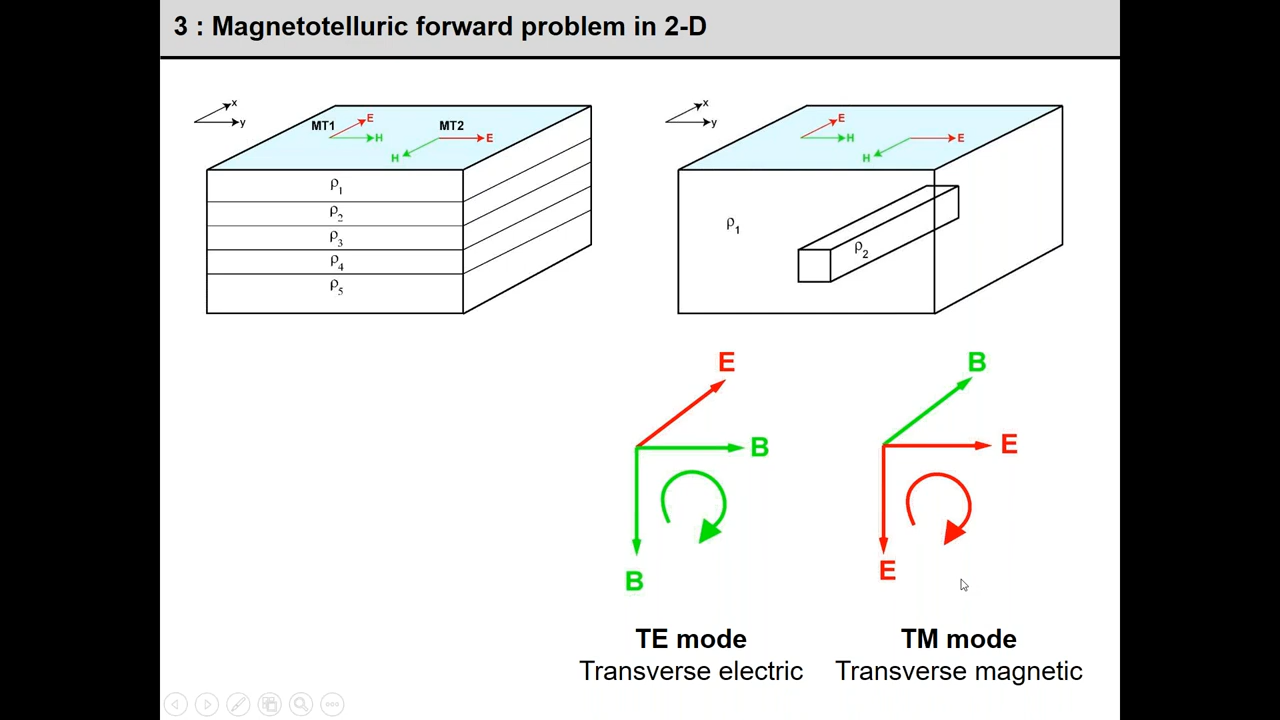 3 : Magnetotelluric forward problem in 2-D
x
y
MT1
E
H
MT2
E
H
ρ1
ρ2
ρ3
ρ4
ρ5
x
y
E
H
E
H
ρ1
ρ2
E
B
B
B
E
E
TE mode
Transverse electric
TM mode
Transverse magnetic